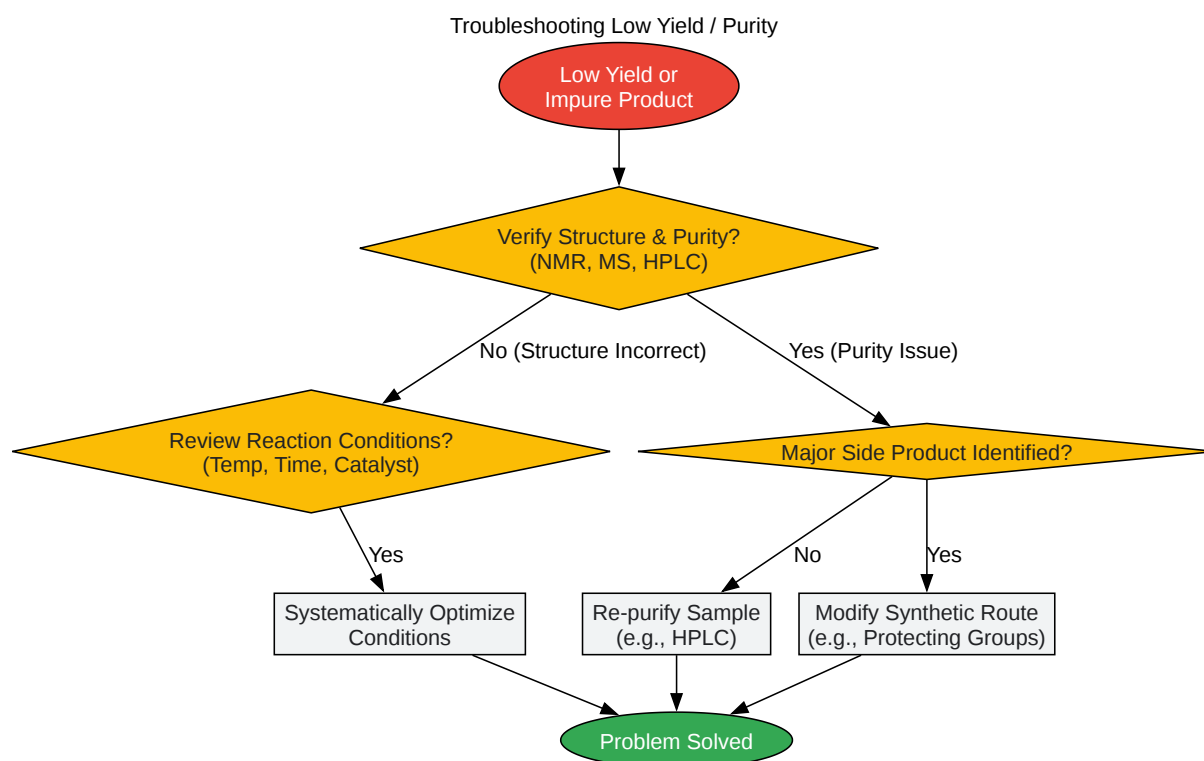 Troubleshooting Low Yield / Purity
Low Yield or
Impure Product
Verify Structure & Purity?
(NMR, MS, HPLC)
No (Structure Incorrect)
Yes (Purity Issue)
Review Reaction Conditions?
(Temp, Time, Catalyst)
Major Side Product Identified?
Yes
No
Yes
Systematically Optimize
Conditions
Re-purify Sample
(e.g., HPLC)
Modify Synthetic Route
(e.g., Protecting Groups)
Problem Solved